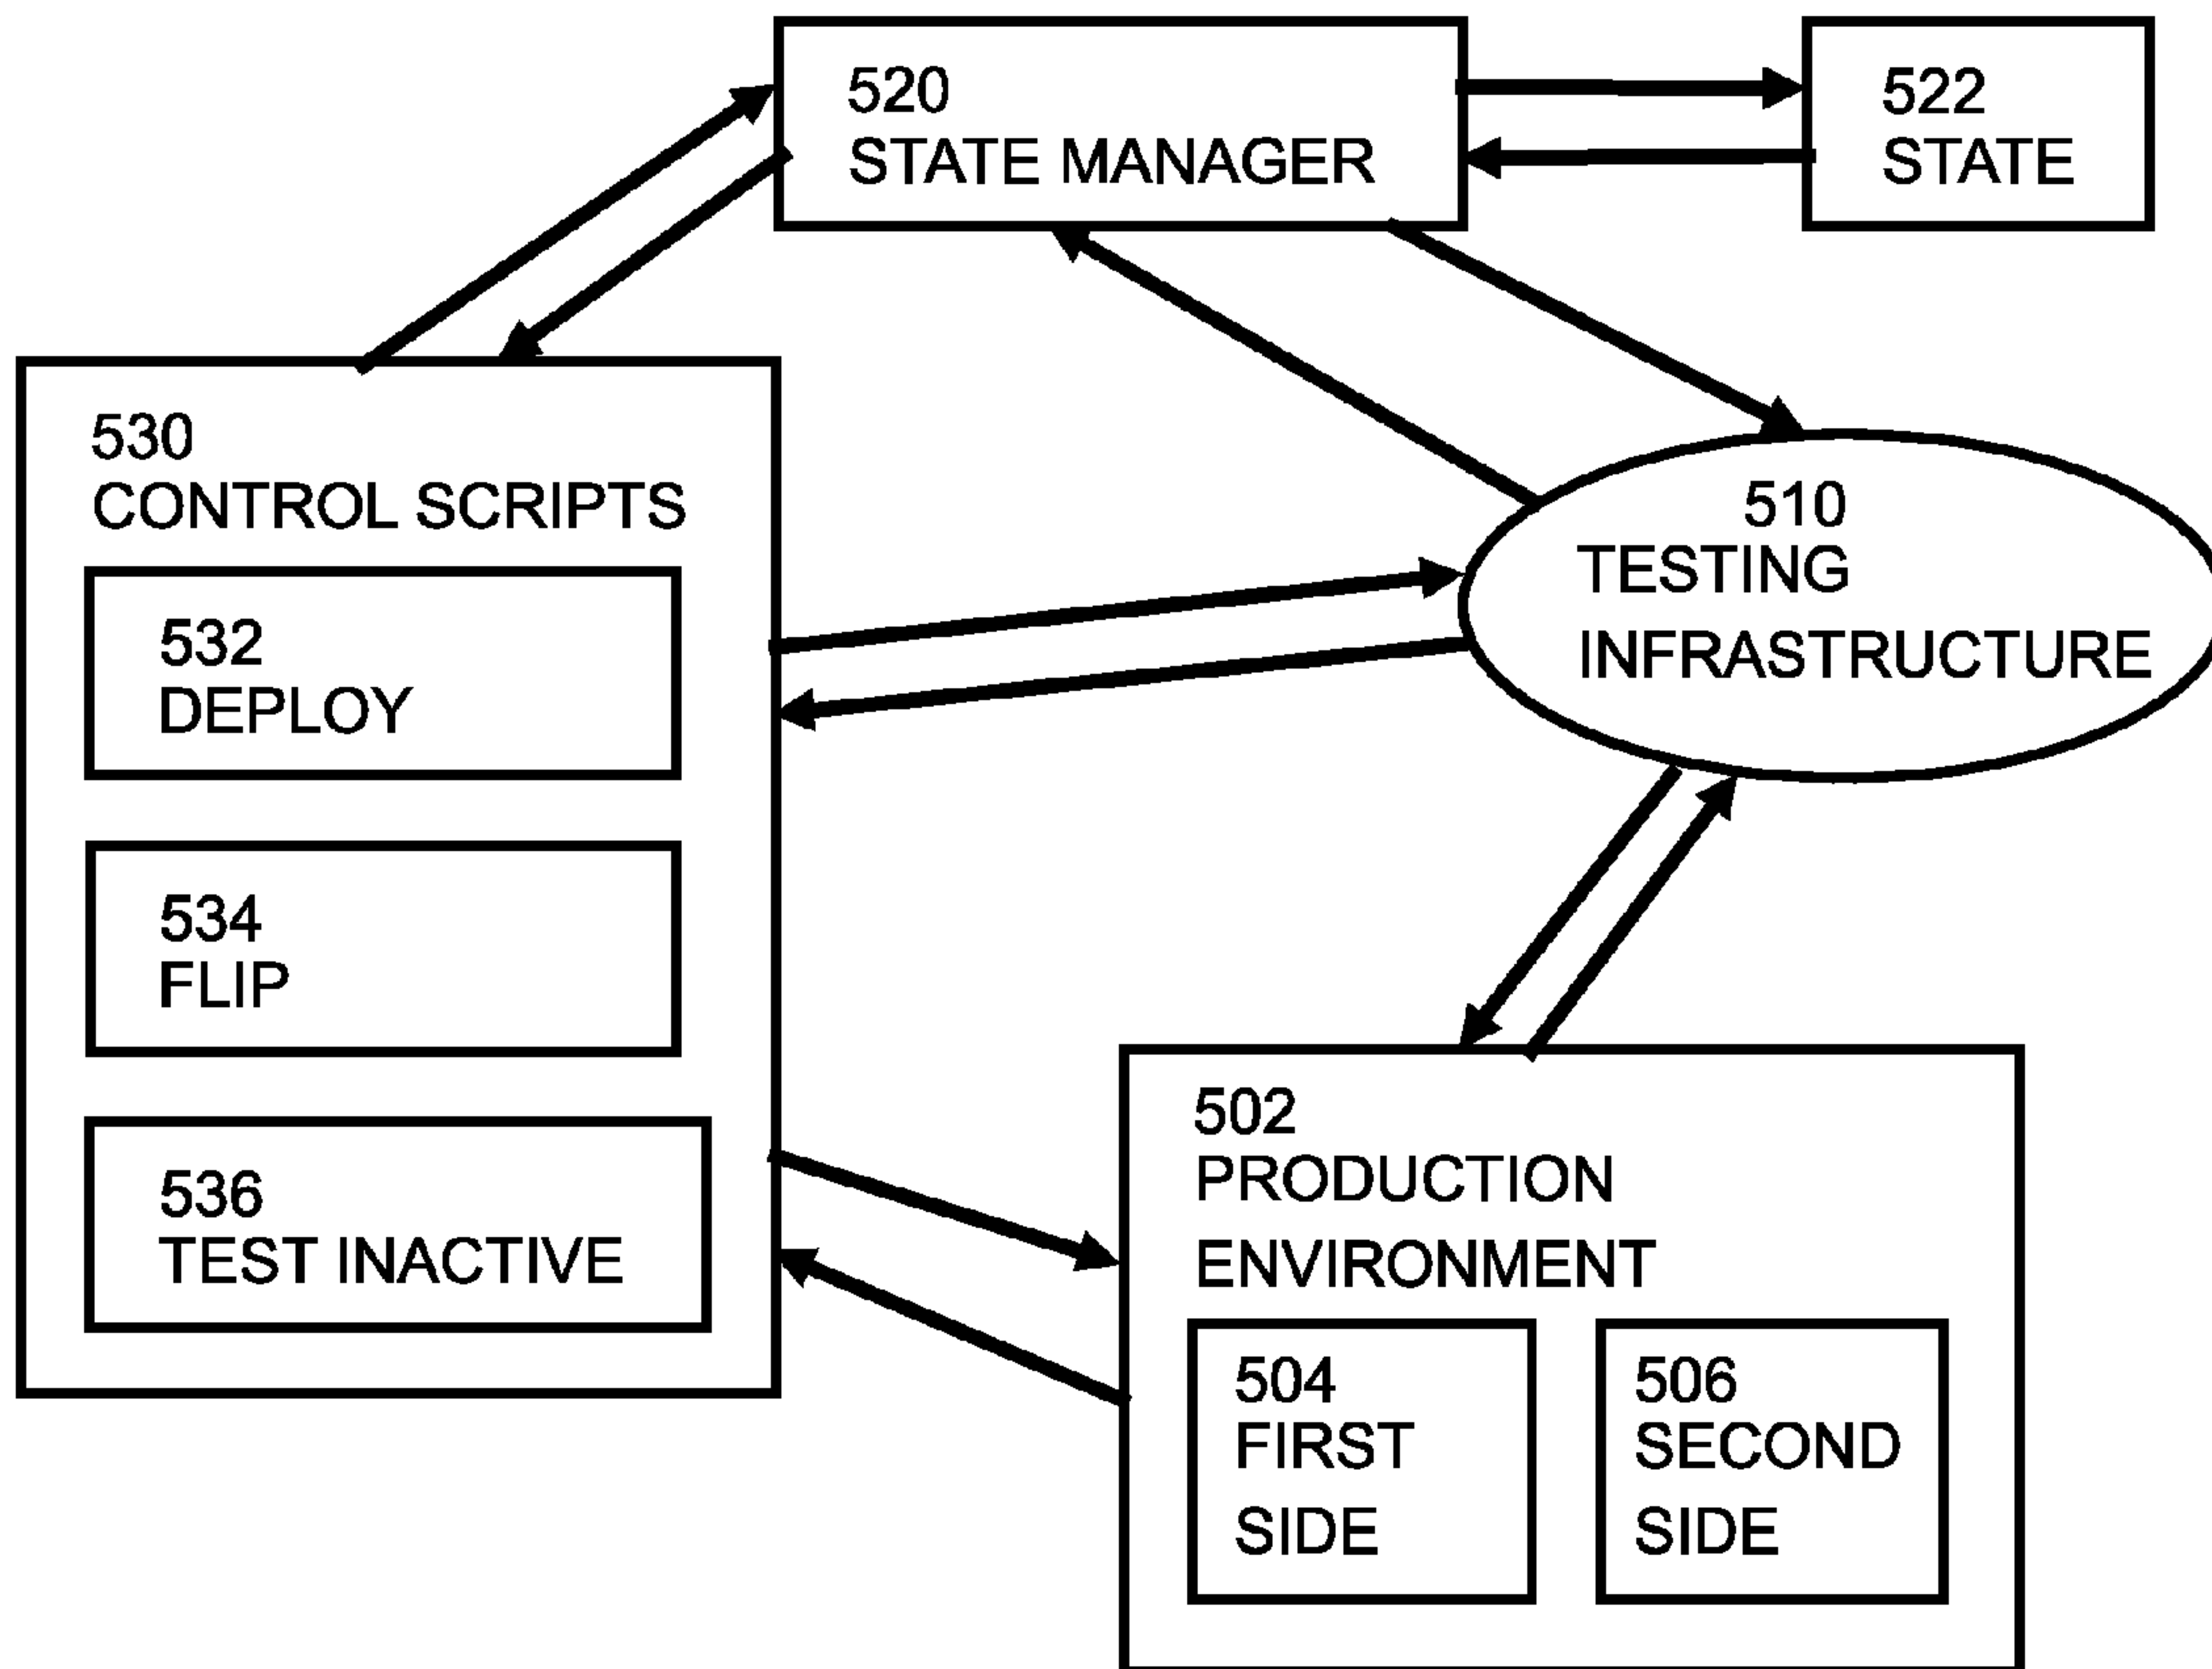 520
STATE MANAGER
522
STATE
530
CONTROL SCRIPTS
532
DEPLOY
534
FLIP
536
TEST INACTIVE
510
TESTING
INFRASTRUCTURE
502
PRODUCTION
ENVIRONMENT
504
FIRST
SIDE
506
SECOND
SIDE